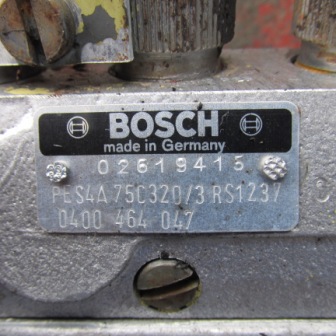 BOSCH
made in Germany
02619415
PES4A75C320/3RS1237
0400 464 047